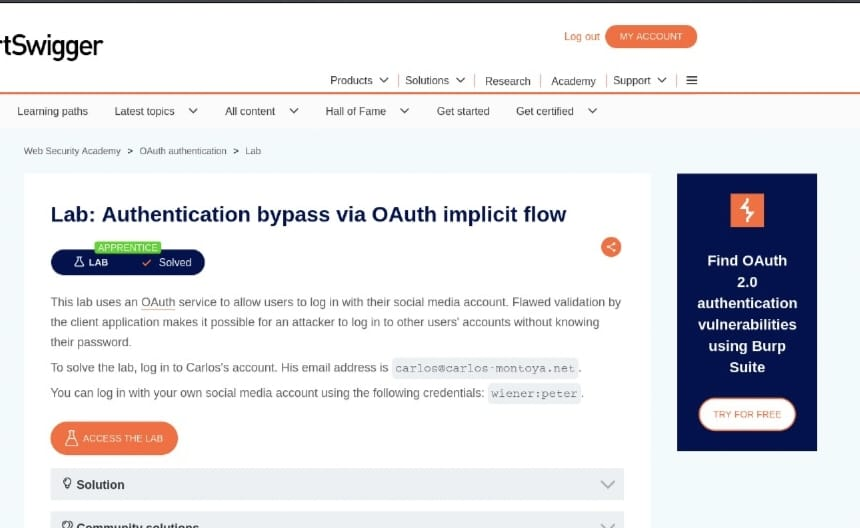 rtSwigger
Log out MY ACCOUNT
Products Solutions Research Academy Support
Learning paths Latest topics All content Hall of Fame Get started Get certified
Web Security Academy > OAuth authentication > Lab
Lab: Authentication bypass via OAuth implicit flow
APPRENTICE
LAB Solved
This lab uses an OAuth service to allow users to log in with their social media account. Flawed validation by
the client application makes it possible for an attacker to log in to other users' accounts without knowing
their password.
To solve the lab, log in to Carlos's account. His email address is carlos@carlos-montoya.net.
You can log in with your own social media account using the following credentials: wiener:peter.
ACCESS THE LAB
Solution
Community solutions
Find OAuth
2.0
authentication
vulnerabilities
using Burp
Suite
TRY FOR FREE